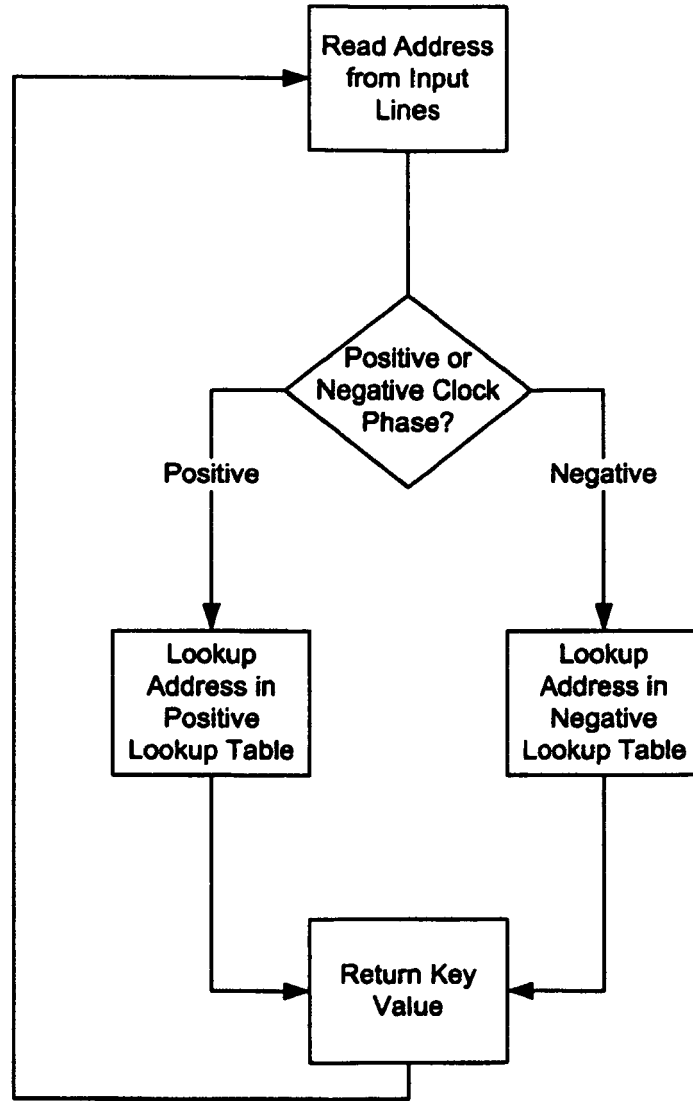 Read Address
from Input
Lines
Positive or
Negative Clock
Phase?
Positive
Negative
Lookup
Address in
Positive
Lookup Table
Lookup
Address in
Negative
Lookup Table
Return Key
Value